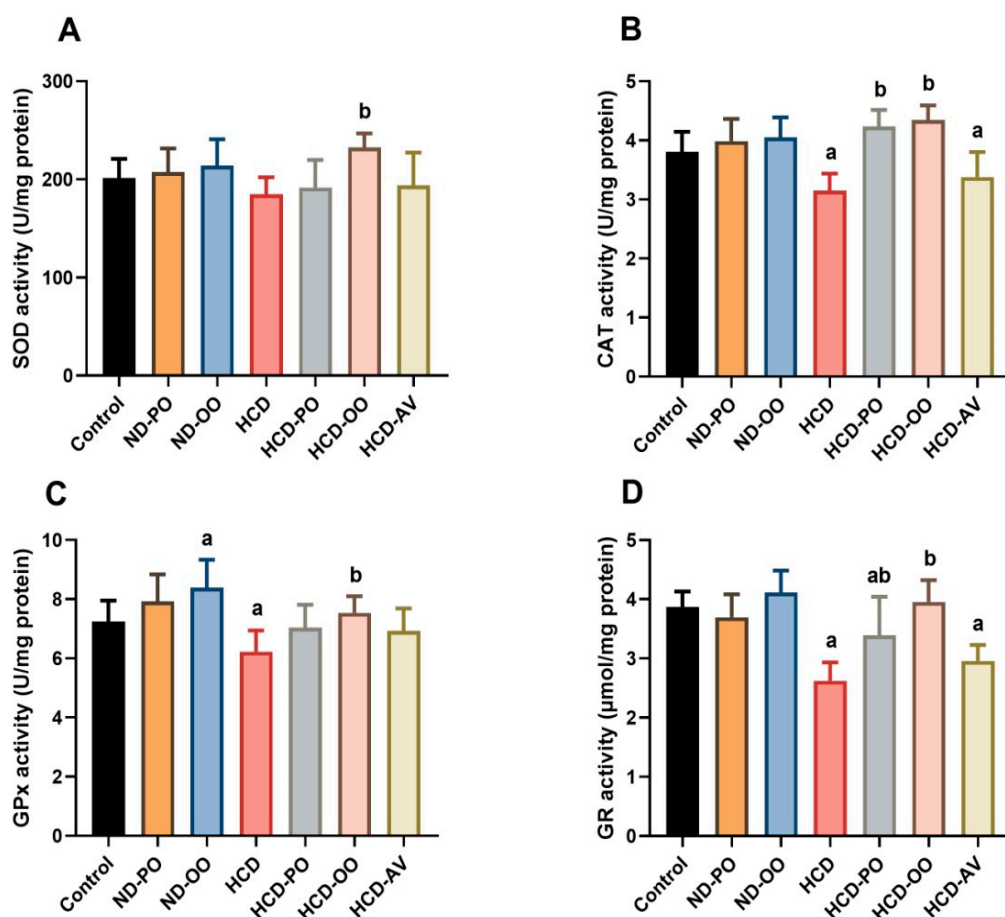 A
SOD activity (U/mg protein)
300
200
100
0
b
Control
ND-PO
ND-OO
HCD
HCD-PO
HCD-OO
HCD-AV
B
CAT activity (U/mg protein)
5
4
3
2
1
0
a
b
b
a
Control
ND-PO
ND-OO
HCD
HCD-PO
HCD-OO
HCD-AV
C
GPx activity (U/mg protein)
10
8
6
4
2
0
a
a
b
Control
ND-PO
ND-OO
HCD
HCD-PO
HCD-OO
HCD-AV
D
GR activity (μmol/mg protein)
5
4
3
2
1
0
a
ab
b
a
Control
ND-PO
ND-OO
HCD
HCD-PO
HCD-OO
HCD-AV